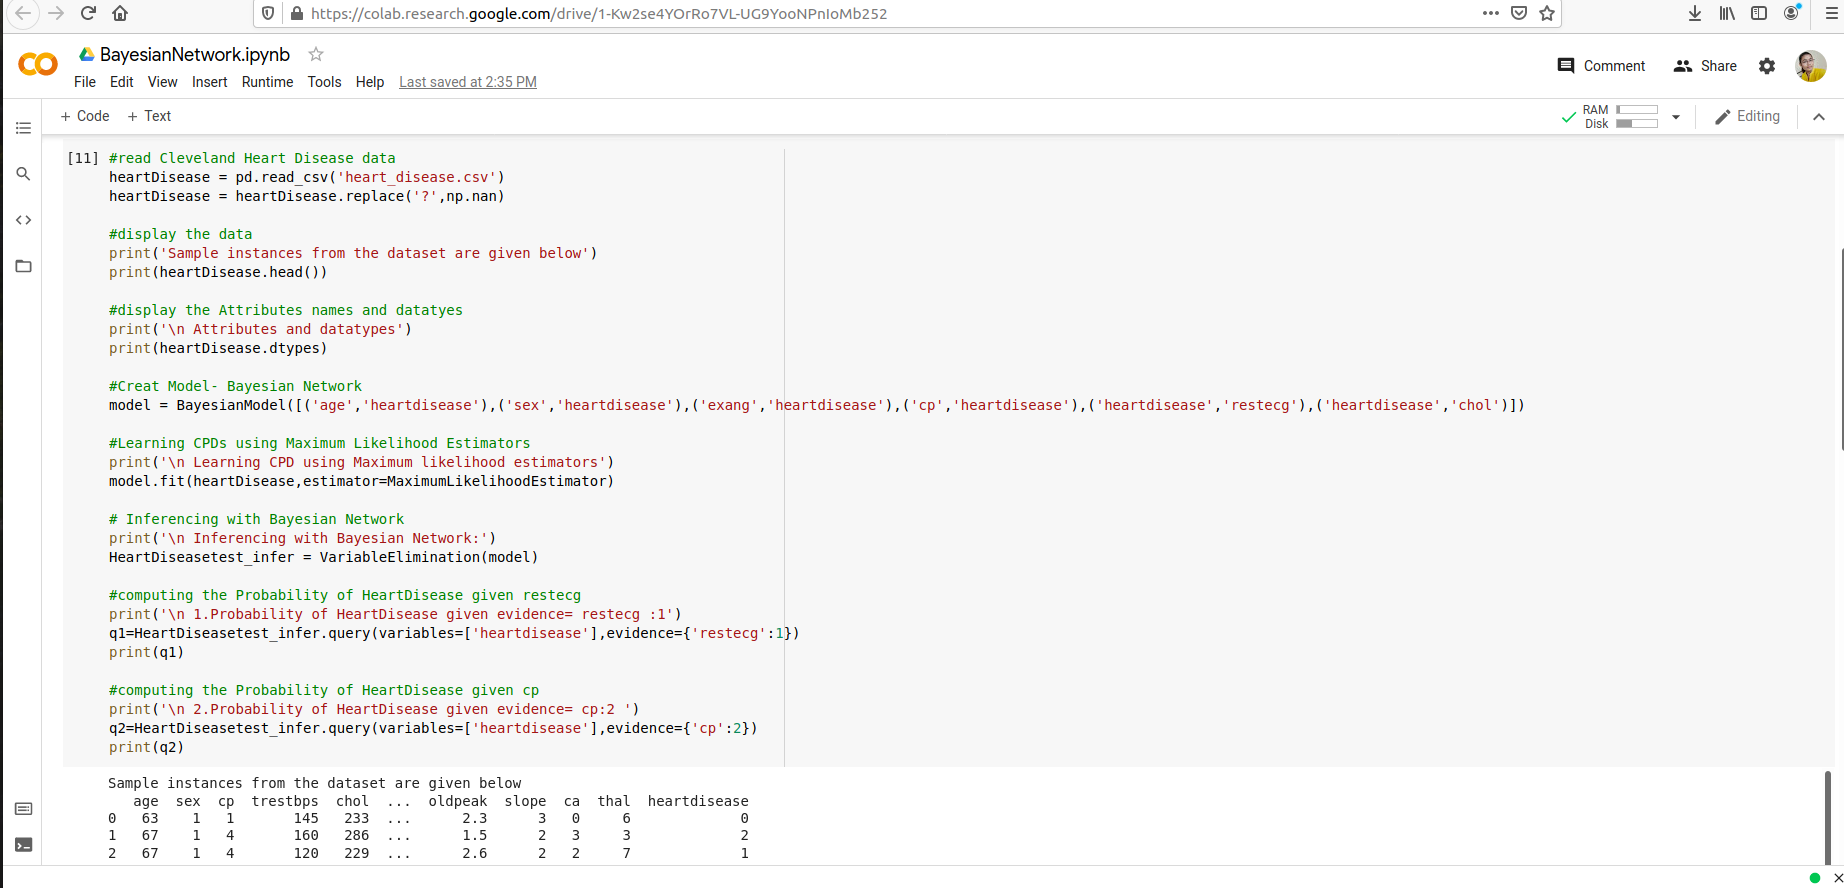 https://colab.research.google.com/drive/1-Kw2se4YOrRo7VL-UG9YooNPnIoMb252
BayesianNetwork.ipynb
File Edit View Insert Runtime Tools Help Last saved at 2:35 PM
Comment Share
+ Code + Text
RAM
Disk
Editing
[11] #read Cleveland Heart Disease data
heartDisease = pd.read_csv('heart_disease.csv')
heartDisease = heartDisease.replace('?',np.nan)
#display the data
print('Sample instances from the dataset are given below')
print(heartDisease.head())
#display the Attributes names and datatyes
print('\n Attributes and datatypes')
print(heartDisease.dtypes)
#Creat Model- Bayesian Network
model = BayesianModel([('age','heartdisease'),('sex','heartdisease'),('exang','heartdisease'),('cp','heartdisease'),('heartdisease','restecg'),('heartdisease','chol')])
#Learning CPDs using Maximum Likelihood Estimators
print('\n Learning CPD using Maximum likelihood estimators')
model.fit(heartDisease,estimator=MaximumLikelihoodEstimator)
# Inferencing with Bayesian Network
print('\n Inferencing with Bayesian Network:')
HeartDiseasetest_infer = VariableElimination(model)
#computing the Probability of HeartDisease given restecg
print('\n 1.Probability of HeartDisease given evidence= restecg :1')
q1=HeartDiseasetest_infer.query(variables=['heartdisease'],evidence={'restecg':1})
print(q1)
#computing the Probability of HeartDisease given cp
print('\n 2.Probability of HeartDisease given evidence= cp:2 ')
q2=HeartDiseasetest_infer.query(variables=['heartdisease'],evidence={'cp':2})
print(q2)
Sample instances from the dataset are given below
age sex cp trestbps chol ... oldpeak slope ca thal heartdisease
0 63 1 1 145 233 ... 2.3 3 0 6 0
1 67 1 4 160 286 ... 1.5 2 3 3 2
2 67 1 4 120 229 ... 2.6 2 2 7 1